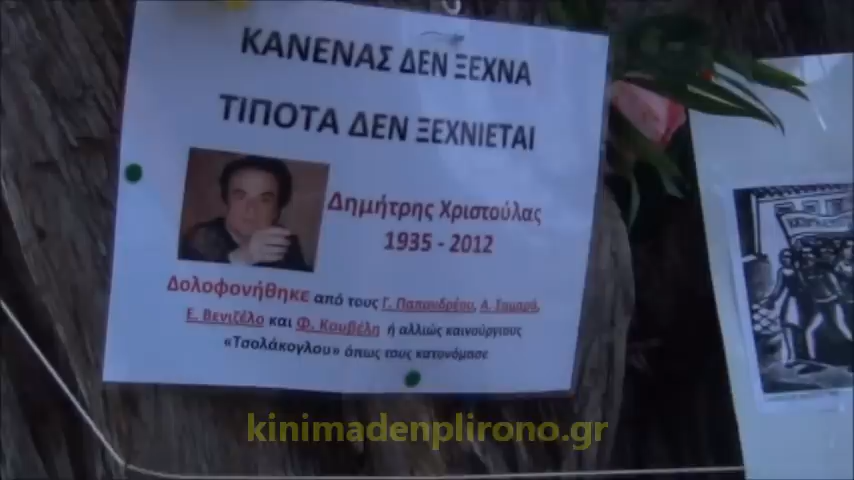 ΚΑΝΕΝΑΣ ΔΕΝ ΞΕΧΝΑ
ΤΙΠΟΤΑ ΔΕΝ ΞΕΧΝΙΕΤΑΙ
Δημήτρης Χριστούλας
1935 - 2012
Δολοφονήθηκε από τους Γ. Παπανδρέου, Α. Σαμαρά,
Ε. Βενιζέλο και Φ. Κουβέλη ή αλλιώς καινούργιους
«Τσολάκογλου» όπως τους κατονόμασε
kinimadenplirono.gr